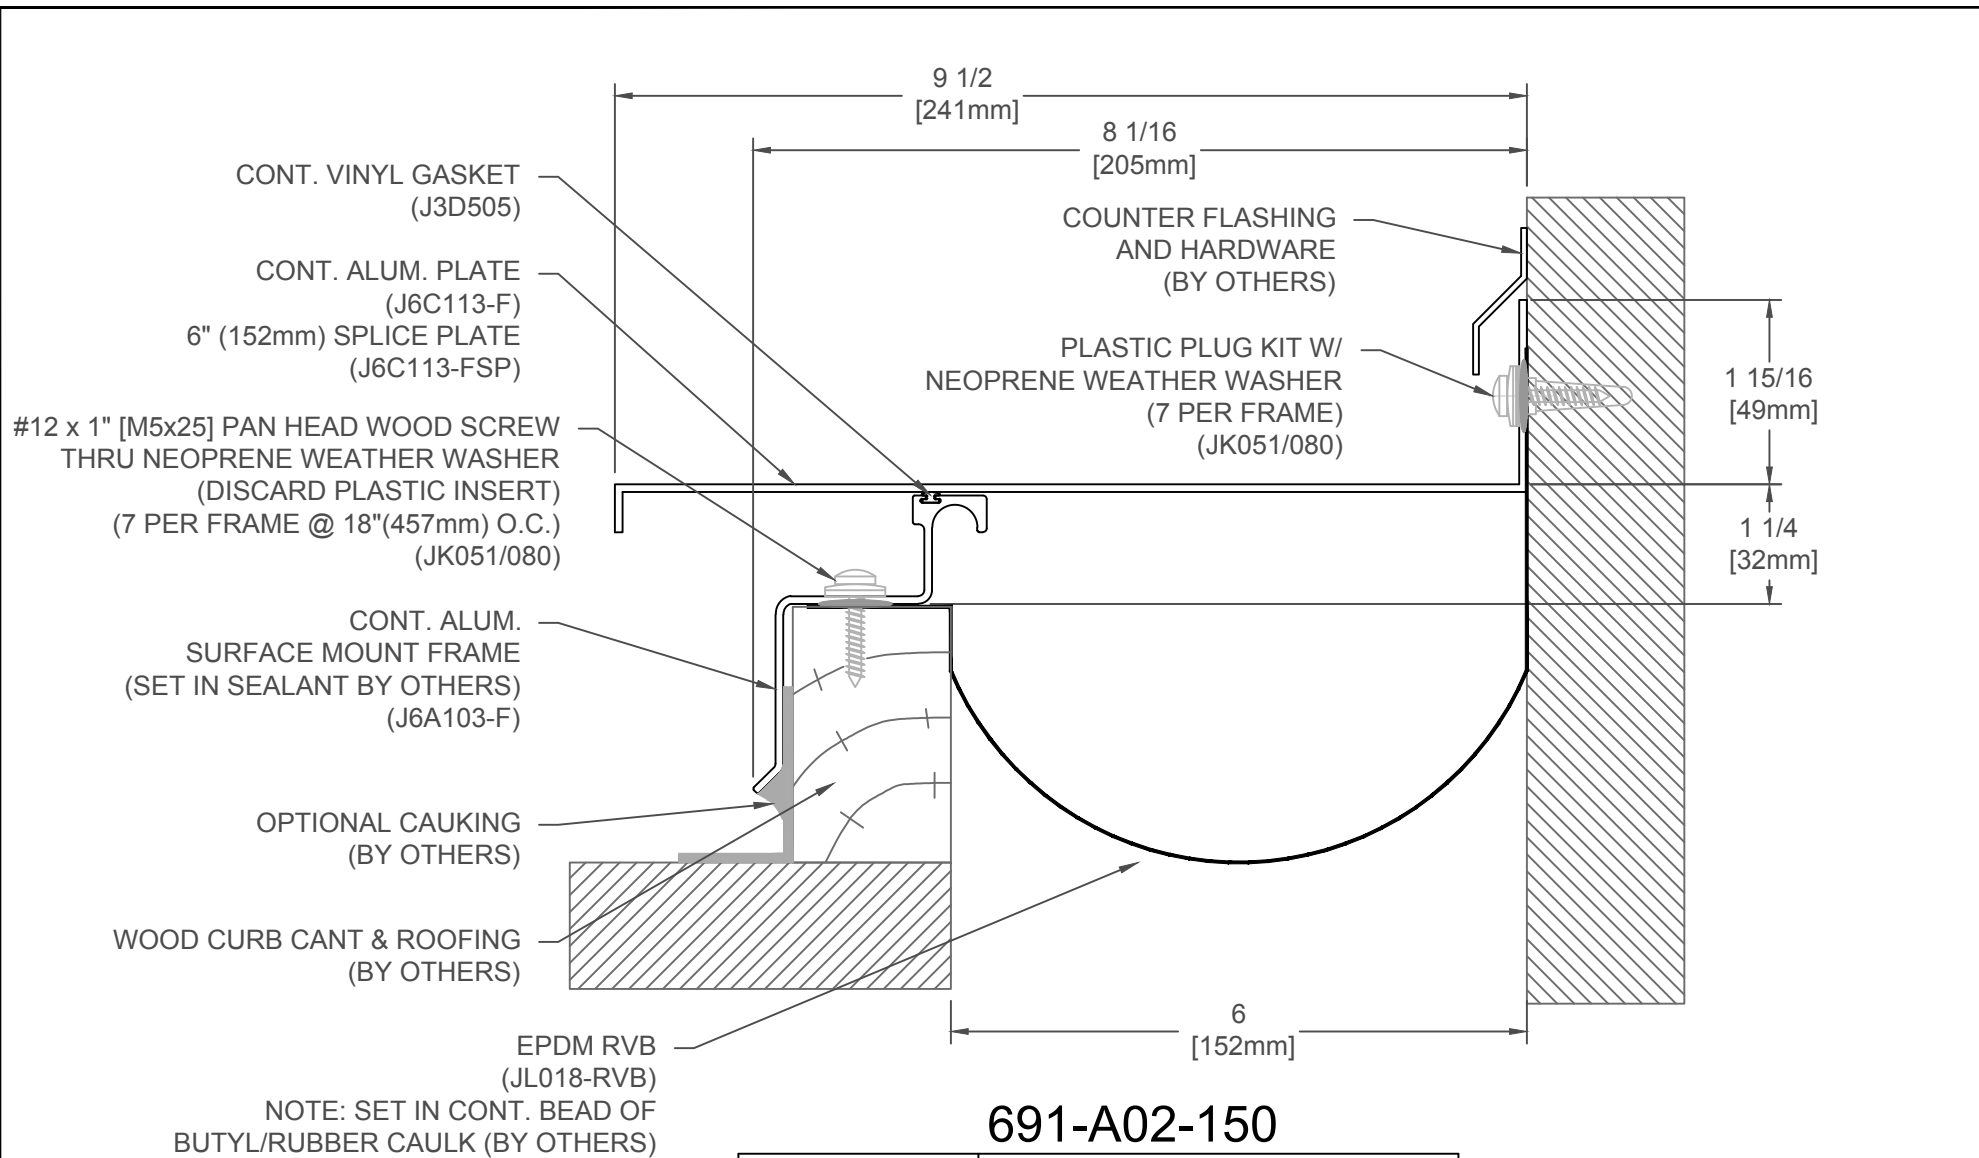 9 1/2
[241mm]
8 1/16
[205mm]
CONT. VINYL GASKET
(J3D505)
COUNTER FLASHING
AND HARDWARE
(BY OTHERS)
CONT. ALUM. PLATE
(J6C113-F)
6" (152mm) SPLICE PLATE
(J6C113-FSP)
PLASTIC PLUG KIT W/
NEOPRENE WEATHER WASHER
(7 PER FRAME)
(JK051/080)
1 15/16
[49mm]
#12 x 1" [M5x25] PAN HEAD WOOD SCREW
THRU NEOPRENE WEATHER WASHER
(DISCARD PLASTIC INSERT)
(7 PER FRAME @ 18"(457mm) O.C.)
(JK051/080)
1 1/4
[32mm]
CONT. ALUM.
SURFACE MOUNT FRAME
(SET IN SEALANT BY OTHERS)
(J6A103-F)
OPTIONAL CAUKING
(BY OTHERS)
WOOD CURB CANT & ROOFING
(BY OTHERS)
6
[152mm]
EPDM RVB
(JL018-RVB)
NOTE: SET IN CONT. BEAD OF
BUTYL/RUBBER CAULK (BY OTHERS)
691-A02-150